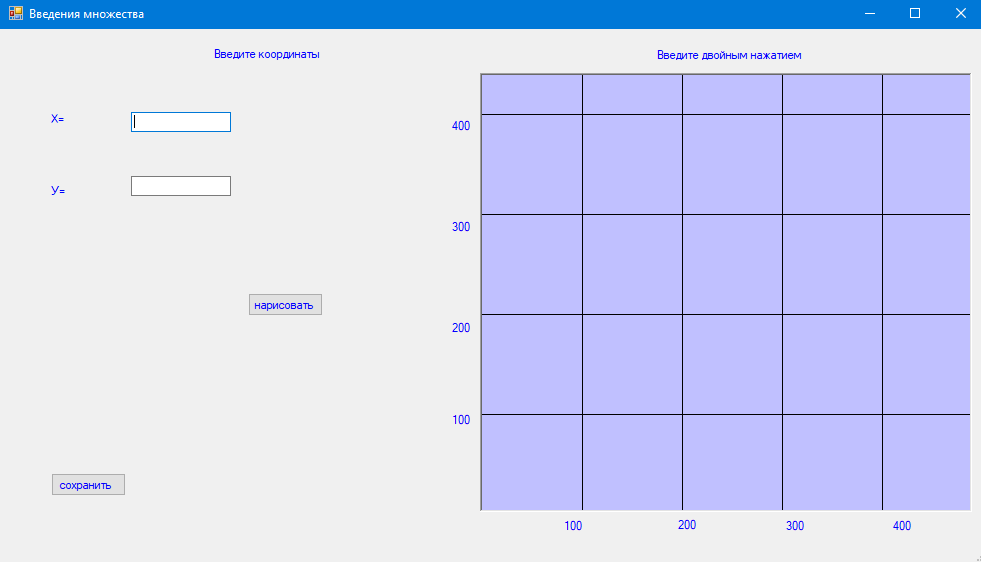 Введения множества
Введите координаты
Введите двойным нажатием
X=
У=
нарисовать
сохранить
400
300
200
100
100
200
300
400